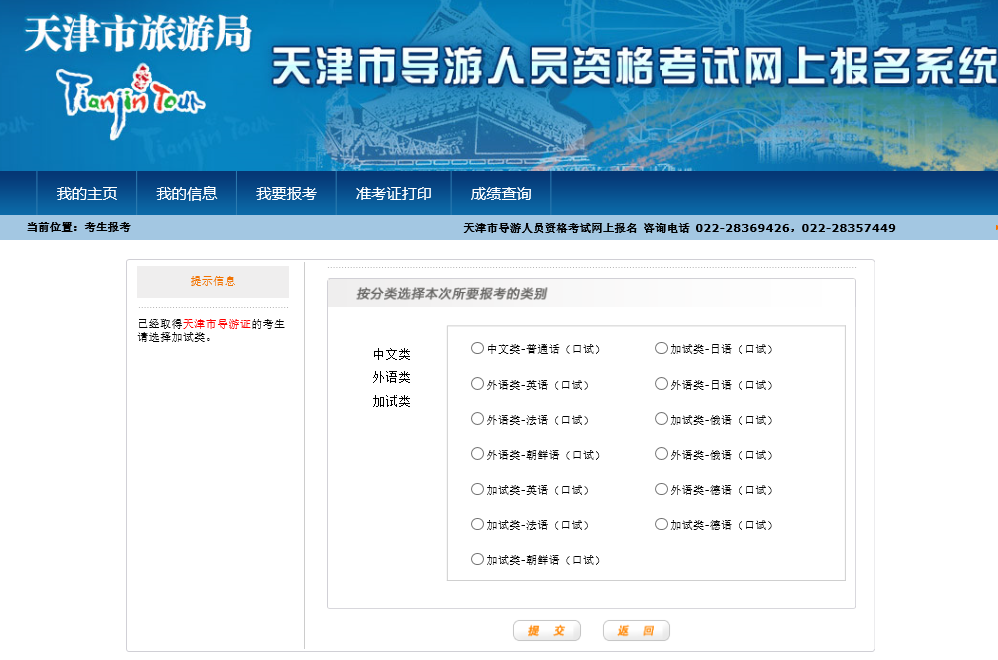 天津市旅游局
Tianjin Tour
天津市导游人员资格考试网上报名系统
我的主页 我的信息 我要报考 准考证打印 成绩查询
当前位置：考生报考 天津市导游人员资格考试网上报名 咨询电话 022-28369426，022-28357449
提示信息
已经取得天津市导游证的考生
请选择加试类。
按分类选择本次所要报考的类别
中文类
外语类
加试类
中文类-普通话（口试） 加试类-日语（口试）
外语类-英语（口试） 外语类-日语（口试）
外语类-法语（口试） 加试类-俄语（口试）
外语类-朝鲜语（口试） 外语类-俄语（口试）
加试类-英语（口试） 外语类-德语（口试）
加试类-法语（口试） 加试类-德语（口试）
加试类-朝鲜语（口试）
提 交 返 回